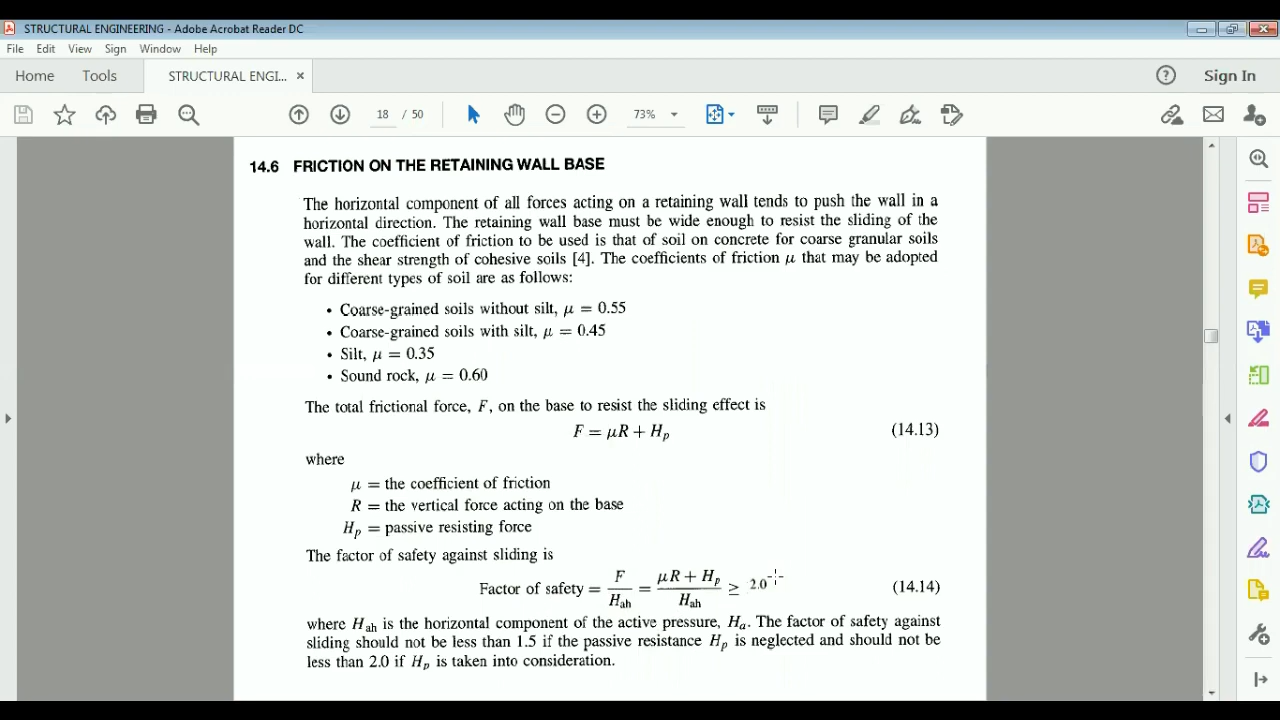 STRUCTURAL ENGINEERING - Adobe Acrobat Reader DC
File Edit View Sign Window Help
Home Tools STRUCTURAL ENGI... × Sign In
18 / 50 73%
14.6 FRICTION ON THE RETAINING WALL BASE
The horizontal component of all forces acting on a retaining wall tends to push the wall in a
horizontal direction. The retaining wall base must be wide enough to resist the sliding of the
wall. The coefficient of friction to be used is that of soil on concrete for coarse granular soils
and the shear strength of cohesive soils [4]. The coefficients of friction μ that may be adopted
for different types of soil are as follows:
• Coarse-grained soils without silt, μ = 0.55
• Coarse-grained soils with silt, μ = 0.45
• Silt, μ = 0.35
• Sound rock, μ = 0.60
The total frictional force, F, on the base to resist the sliding effect is
F = μR + Hp (14.13)
where
μ = the coefficient of friction
R = the vertical force acting on the base
Hp = passive resisting force
The factor of safety against sliding is
Factor of safety = F/Hah = (μR + Hp)/Hah ≥ 2.0 (14.14)
where Hah is the horizontal component of the active pressure, Ha. The factor of safety against
sliding should not be less than 1.5 if the passive resistance Hp is neglected and should not be
less than 2.0 if Hp is taken into consideration.